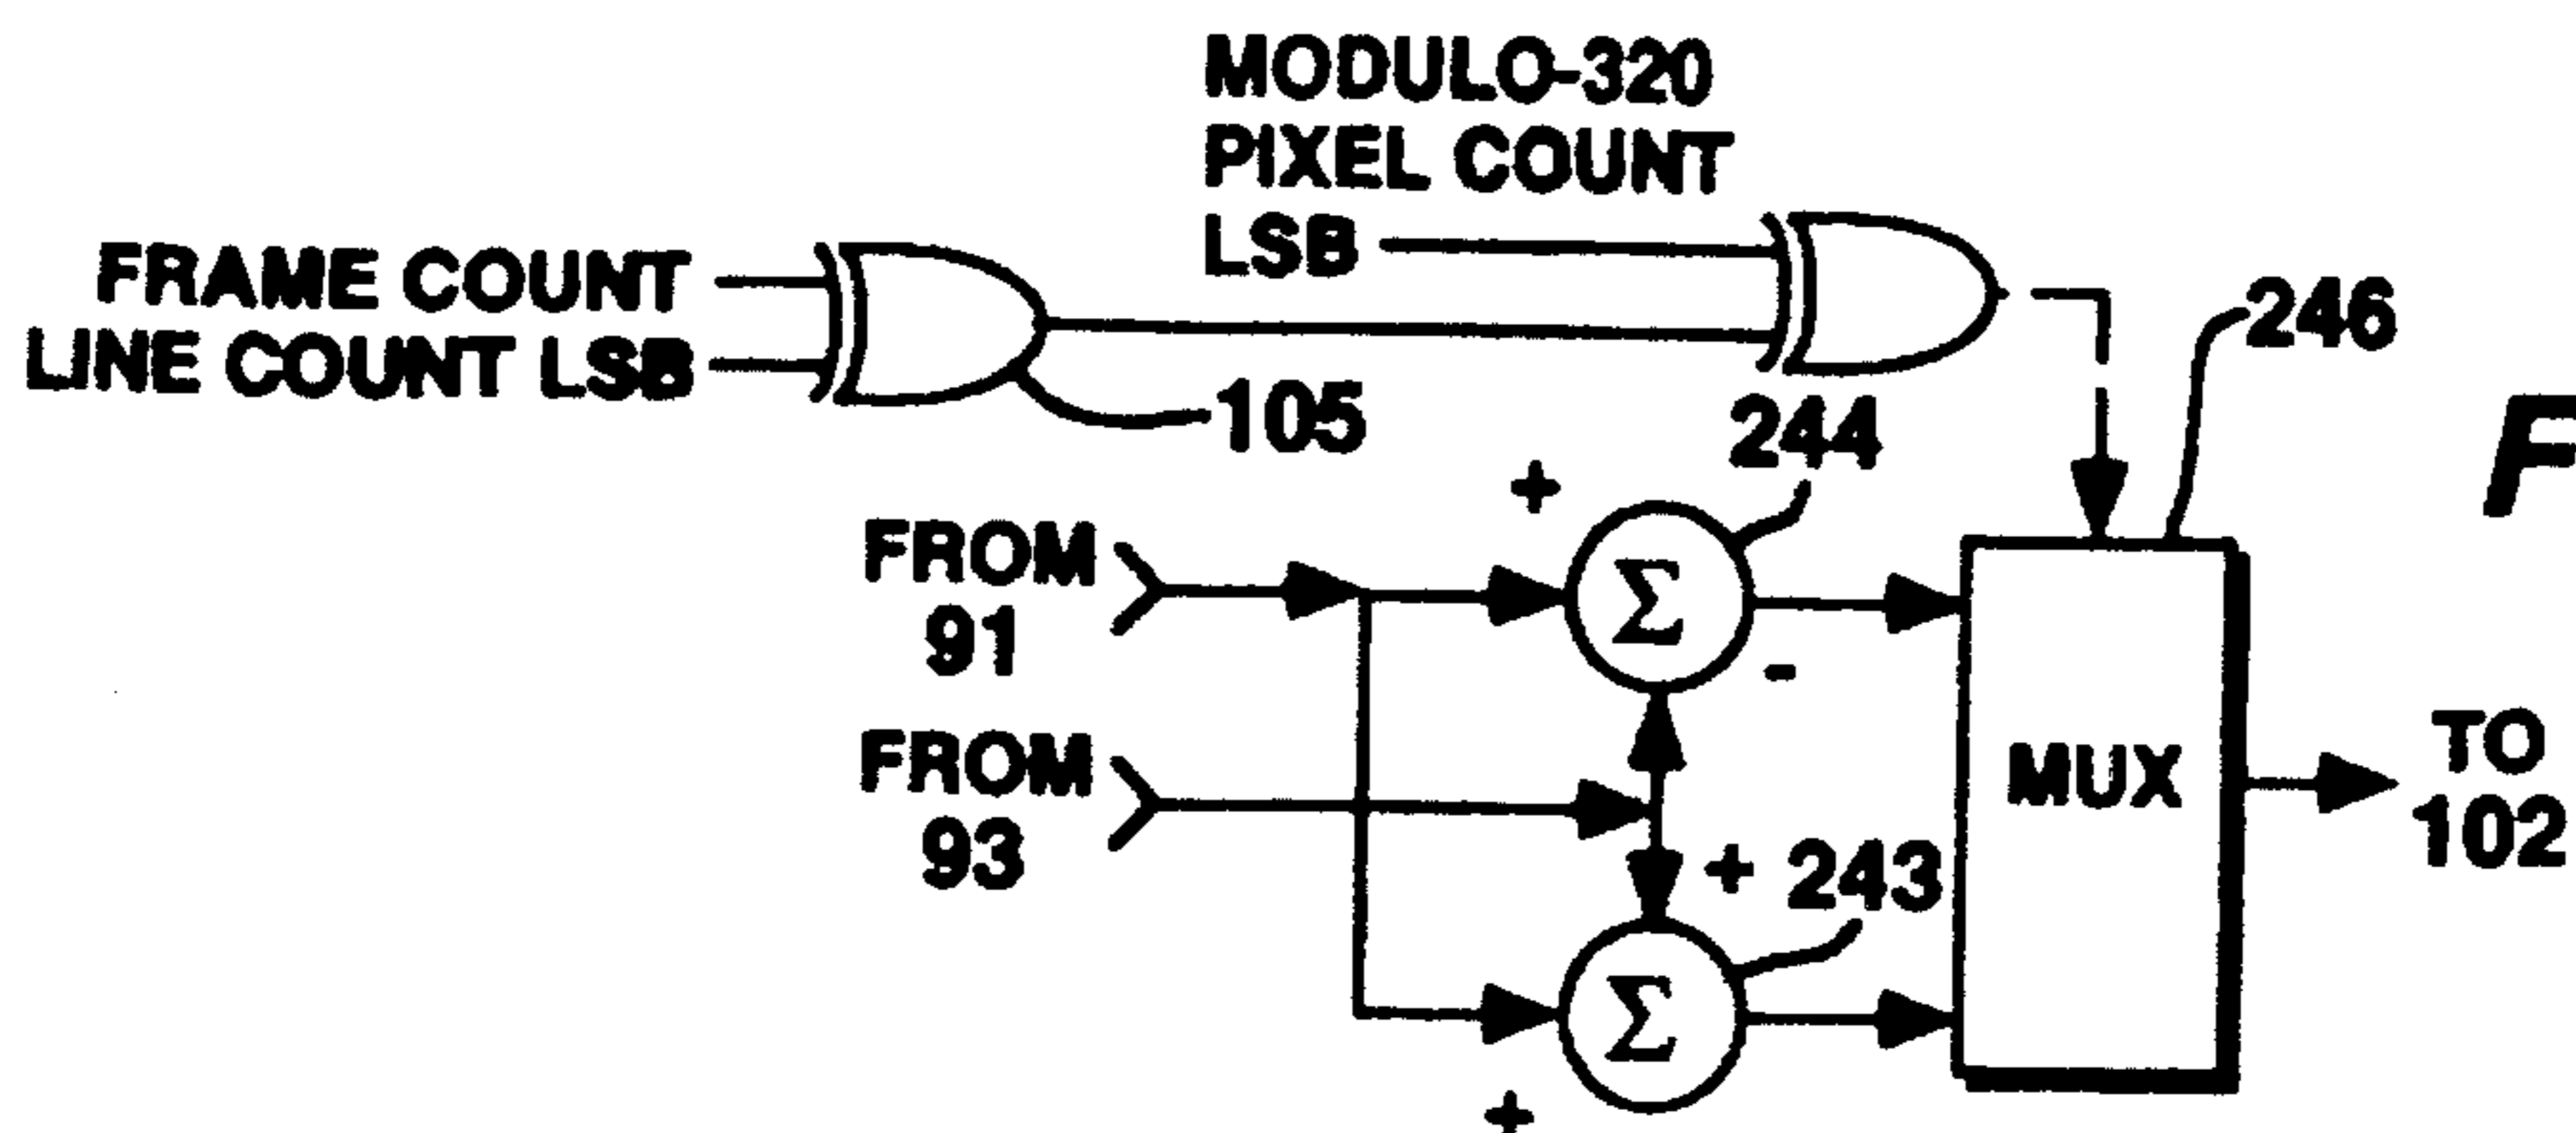 MODULO-320
PIXEL COUNT
LSB
FRAME COUNT
LINE COUNT LSB
105
246
244
F
+
FROM
91
Σ
-
FROM
93
MUX
TO
102
+ 243
Σ
+